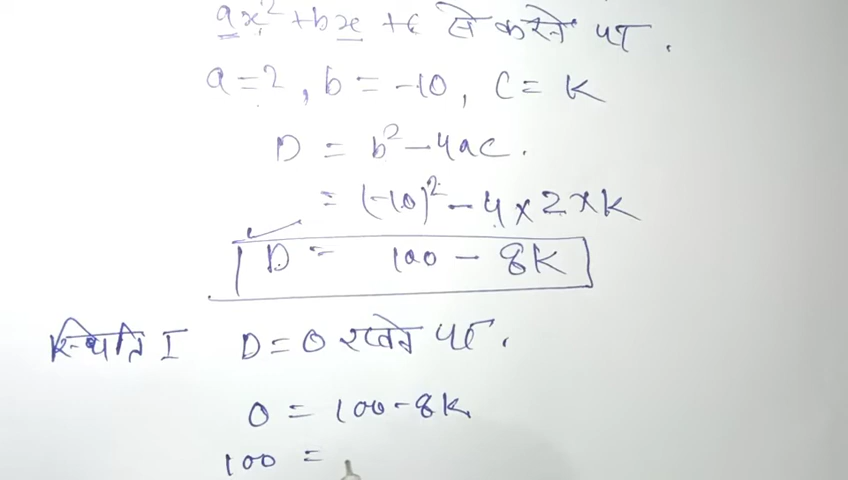 ax² + bx + c से करने पर.
a = 2, b = -10, C = K
D = b² - 4ac.
= (-10)² - 4 × 2 × K
D = 100 - 8K
स्थिति I D = 0 रखने पर.
0 = 100 - 8K
100 =